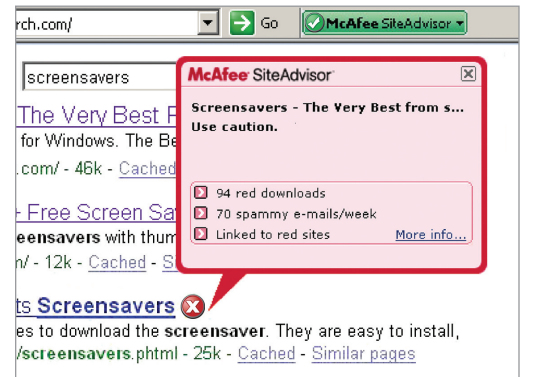 rch.com/ Go McAfee SiteAdvisor
screensavers
McAfee SiteAdvisor
Screensavers - The Very Best from s...
Use caution.
94 red downloads
70 spammy e-mails/week
Linked to red sites More info...
The Very Best
for Windows. The Be
.com/ - 46k - Cached
- Free Screen Sa
eensavers with thum
n/ - 12k - Cached - S
ts Screensavers
es to download the screensaver. They are easy to install,
/screensavers.phtml - 25k - Cached - Similar pages